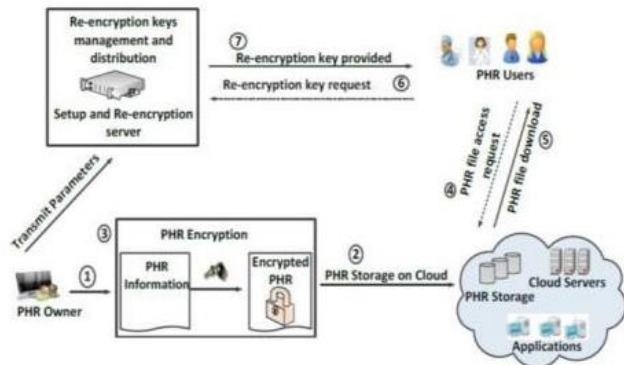 Re-encryption keys
management and
distribution
Setup and Re-encryption
server
⑦
Re-encryption key provided
Re-encryption key request
⑥
PHR Users
Transmit Parameters
④
PHR file access
request
PHR file download
⑤
③
PHR Encryption
①
PHR
Information
Encrypted
PHR
②
PHR Storage on Cloud
PHR Owner
PHR Storage
Cloud Servers
Applications